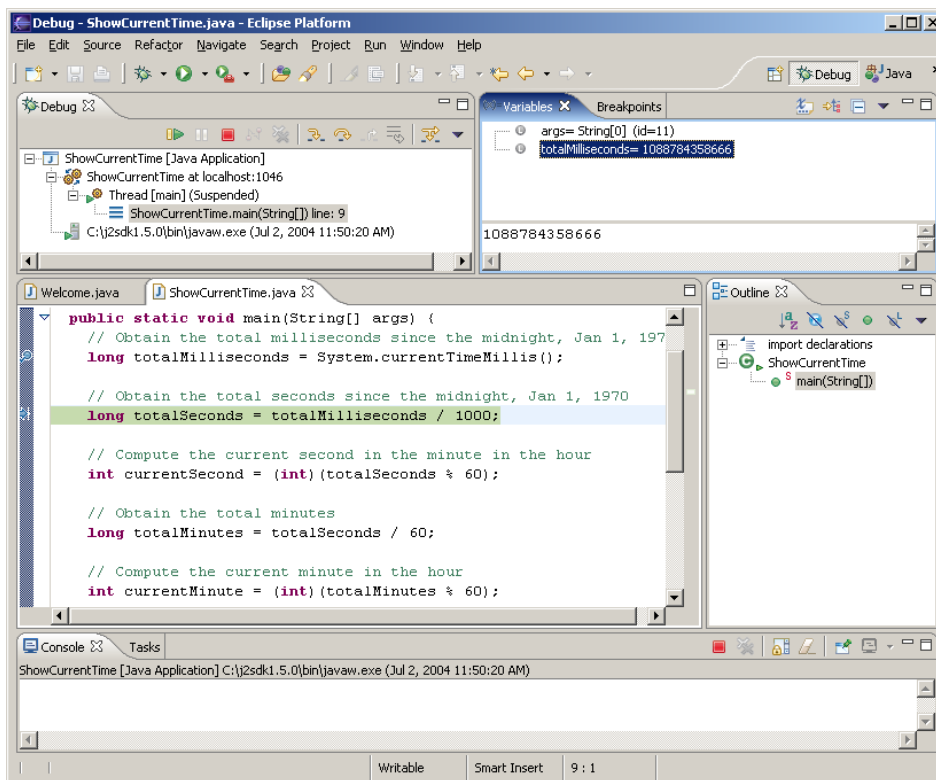 Debug - ShowCurrentTime.java - Eclipse Platform
File Edit Source Refactor Navigate Search Project Run Window Help
Debug Java
Debug
Variables Breakpoints
args= String[0] (id=11)
totalMilliseconds= 1088784358666
ShowCurrentTime [Java Application]
ShowCurrentTime at localhost:1046
Thread [main] (Suspended)
ShowCurrentTime.main(String[]) line: 9
C:\j2sdk1.5.0\bin\javaw.exe (Jul 2, 2004 11:50:20 AM)
1088784358666
Welcome.java ShowCurrentTime.java
public static void main(String[] args) {
// Obtain the total milliseconds since the midnight, Jan 1, 197
long totalMilliseconds = System.currentTimeMillis();
// Obtain the total seconds since the midnight, Jan 1, 1970
long totalSeconds = totalMilliseconds / 1000;
// Compute the current second in the minute in the hour
int currentSecond = (int)(totalSeconds % 60);
// Obtain the total minutes
long totalMinutes = totalSeconds / 60;
// Compute the current minute in the hour
int currentMinute = (int)(totalMinutes % 60);
Outline
import declarations
ShowCurrentTime
main(String[])
Console Tasks
ShowCurrentTime [Java Application] C:\j2sdk1.5.0\bin\javaw.exe (Jul 2, 2004 11:50:20 AM)
Writable Smart Insert 9 : 1